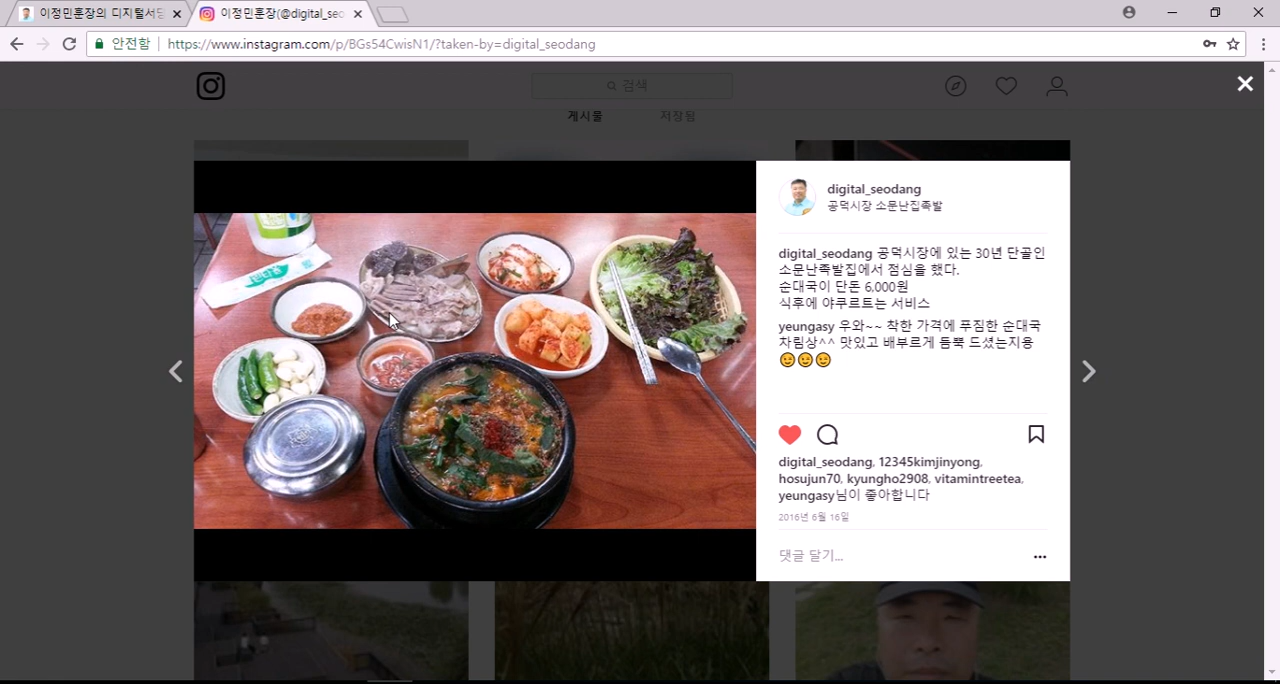 이정민훈장의 디지털서당
이정민훈장(@digital_seo
안전함
https://www.instagram.com/p/BGs54CwisN1/?taken-by=digital_seodang
검색
게시물
저장됨
digital_seodang
공덕시장 소문난집족발
digital_seodang 공덕시장에 있는 30년 단골인
소문난족발집에서 점심을 했다.
순대국이 단돈 6,000원
식후에 야쿠르트는 서비스
yeungasy 우와~~ 착한 가격에 푸짐한 순대국
차림상^^ 맛있고 배부르게 듬뿍 드셨는지용
😉😉😉
digital_seodang, 12345kimjinyong,
hosujun70, kyungho2908, vitamintreetea,
yeungasy님이 좋아합니다
2016년 6월 16일
댓글 달기...